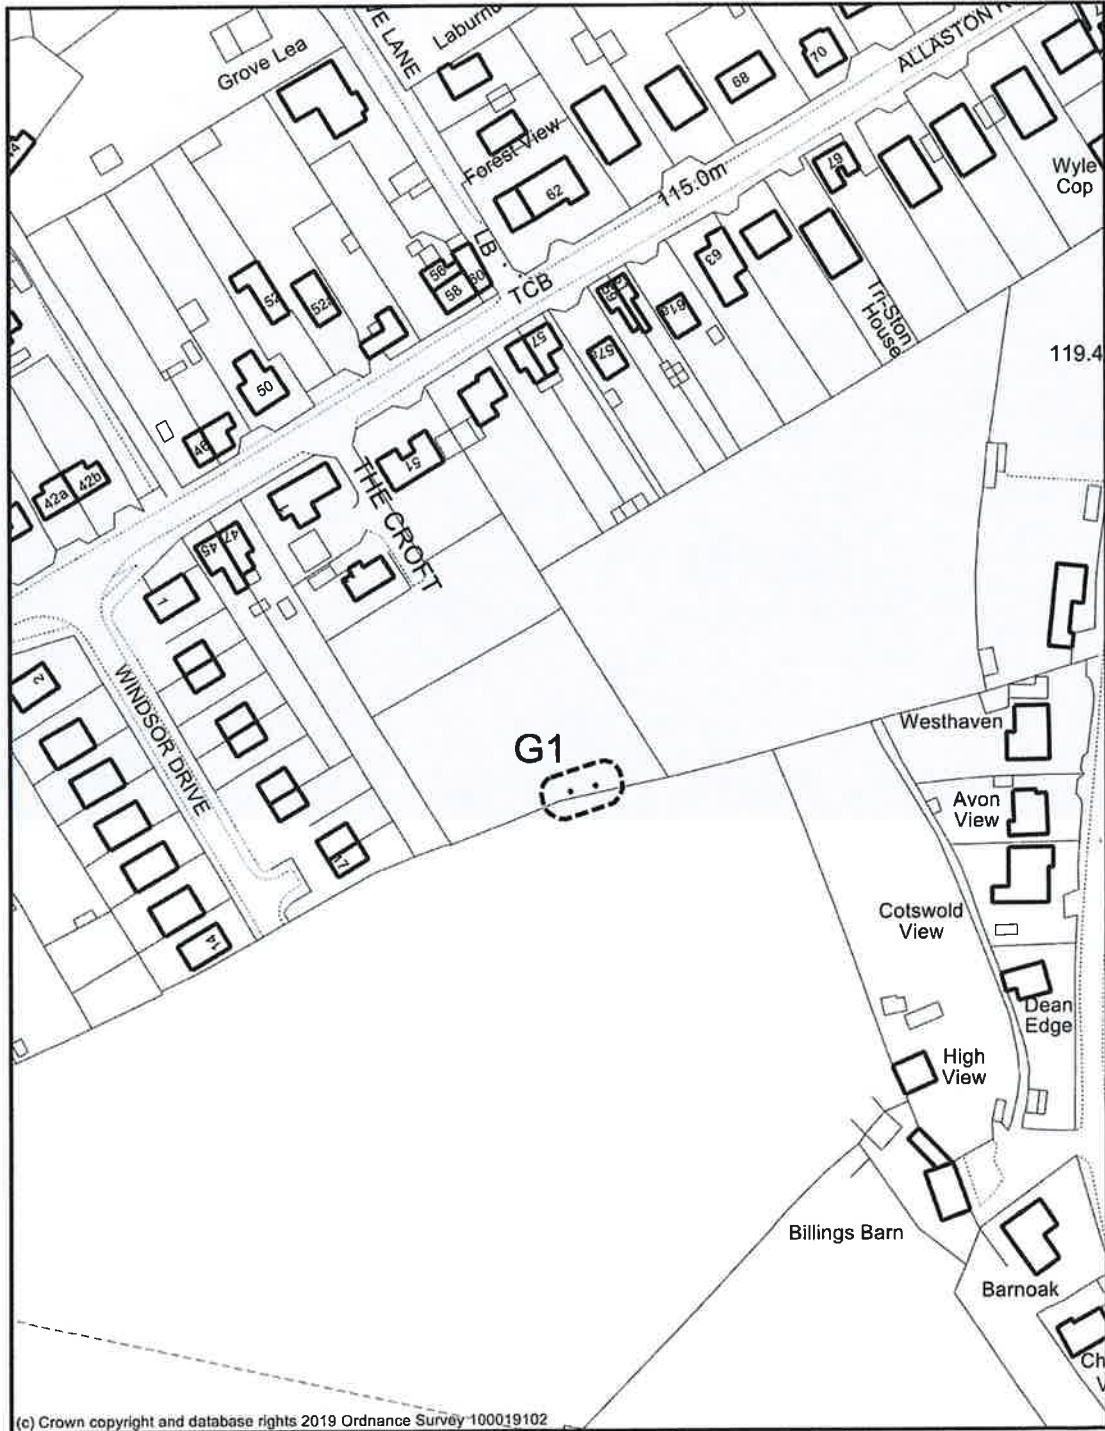 Grove Lea
VE LANE
Laburn
Forest View
ALLASTON R
70
68
62
115.0m
67
Wyle
Cop
LB
TCB
56
58
60
52
52a
50
46
42a
42b
63
61a
Tri-Ston
House
57
57a
51
THE CROFT
119.4
47
45
1
2
WINDSOR DRIVE
17
14
G1
Westhaven
Avon
View
Cotswold
View
Dean
Edge
High
View
Billings Barn
Barnoak
Ch
V
(c) Crown copyright and database rights 2019 Ordnance Survey 100019102